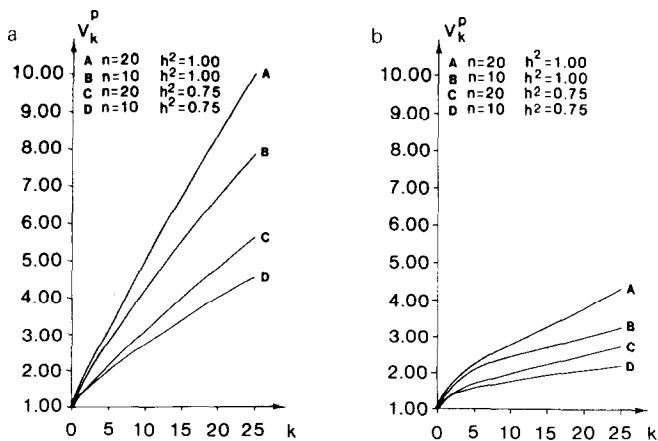 a
V_k^p
A n=20 h²=1.00
B n=10 h²=1.00
C n=20 h²=0.75
D n=10 h²=0.75
10.00
9.00
8.00
7.00
6.00
5.00
4.00
3.00
2.00
1.00
A
B
C
D
0 5 10 15 20 25 k
b
V_k^p
A n=20 h²=1.00
B n=10 h²=1.00
C n=20 h²=0.75
D n=10 h²=0.75
10.00
9.00
8.00
7.00
6.00
5.00
4.00
3.00
2.00
1.00
A
B
C
D
0 5 10 15 20 25 k